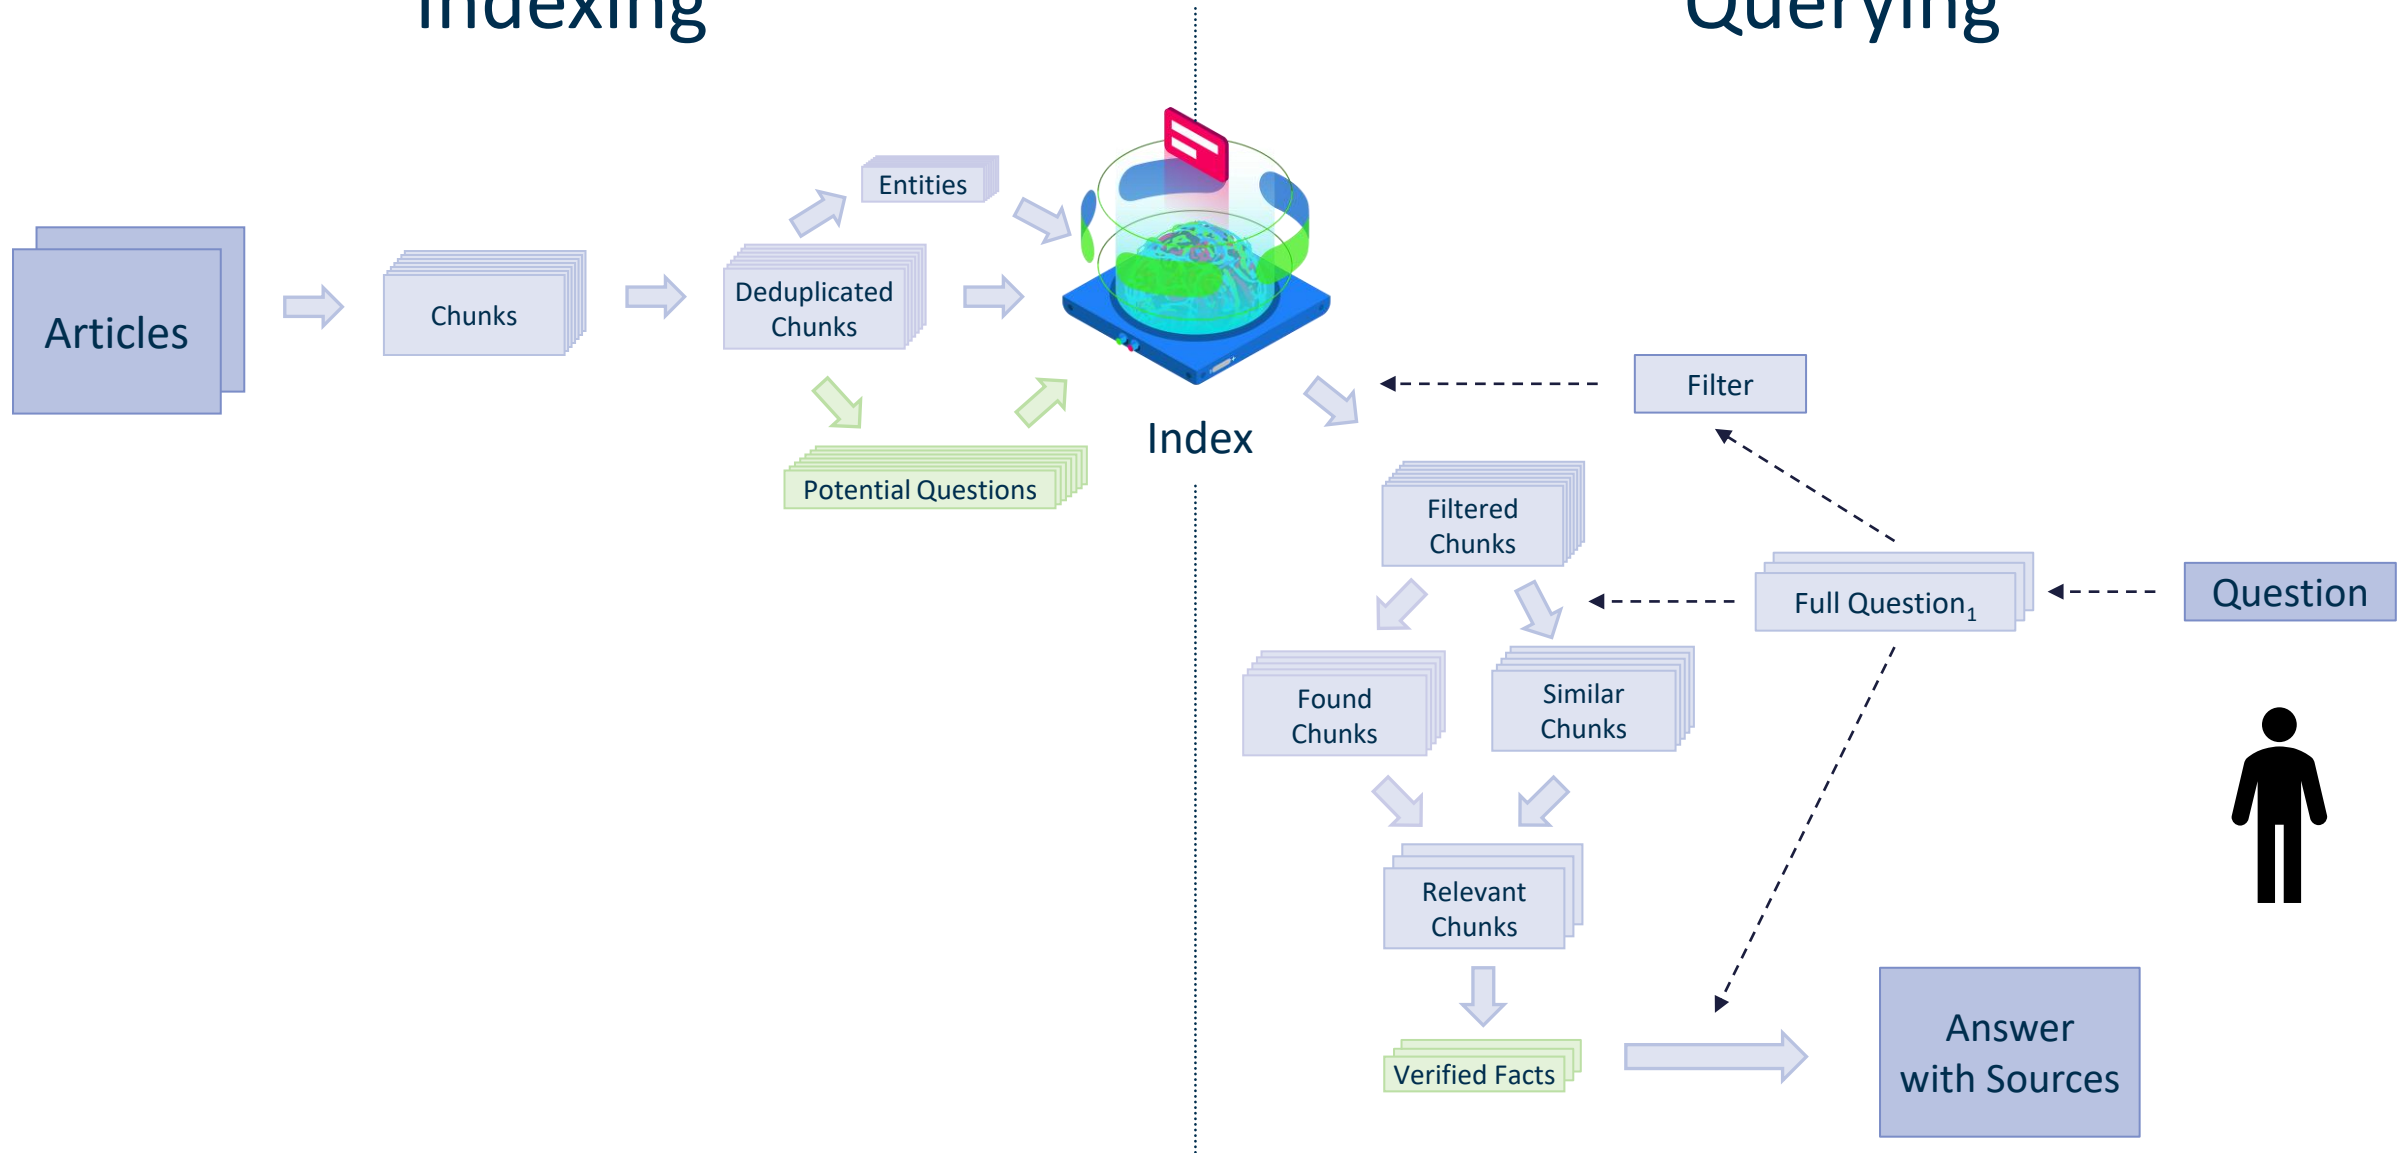 Indexing
Querying
Entities
Articles
Chunks
Deduplicated
Chunks
Potential Questions
Index
Filter
Filtered
Chunks
Full Question₁
Question
Found
Chunks
Similar
Chunks
Relevant
Chunks
Verified Facts
Answer
with Sources